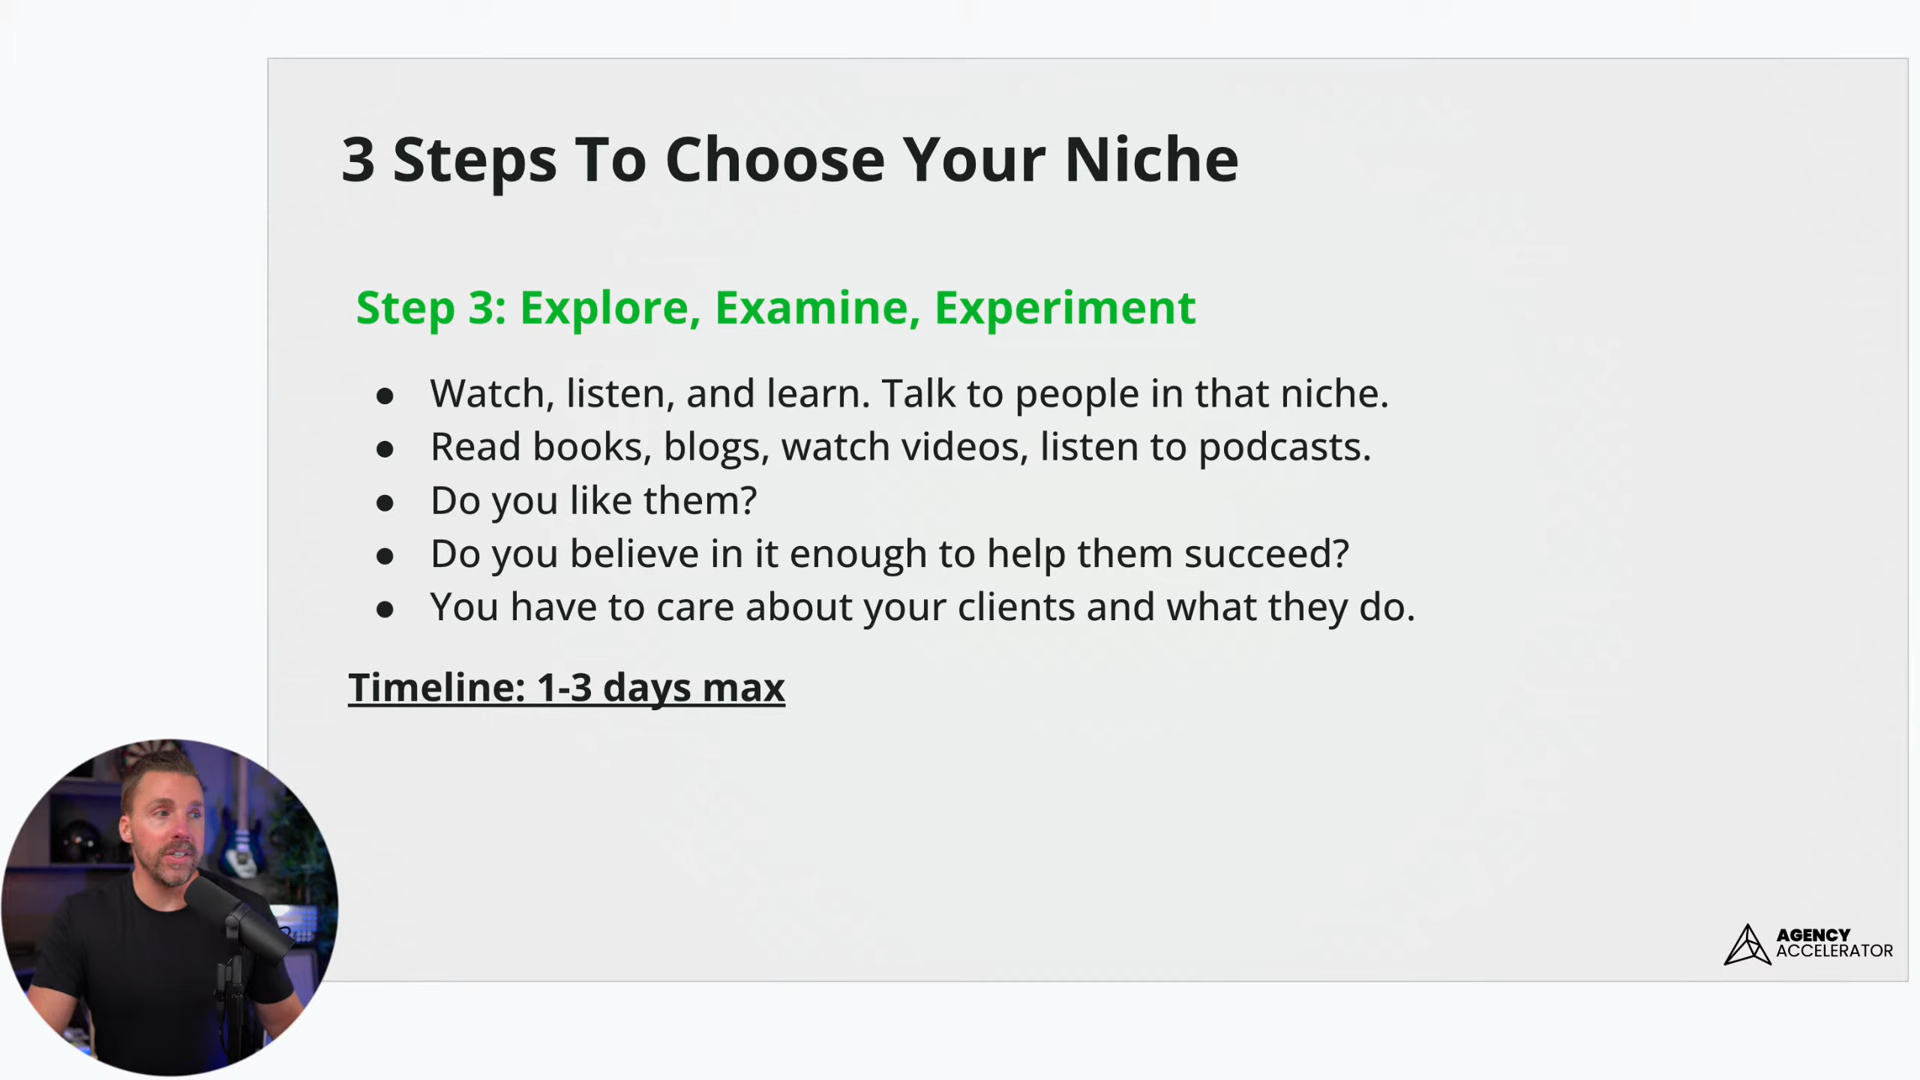 3 Steps To Choose Your Niche
Step 3: Explore, Examine, Experiment
● Watch, listen, and learn. Talk to people in that niche.
● Read books, blogs, watch videos, listen to podcasts.
● Do you like them?
● Do you believe in it enough to help them succeed?
● You have to care about your clients and what they do.
Timeline: 1-3 days max
AGENCY
ACCELERATOR